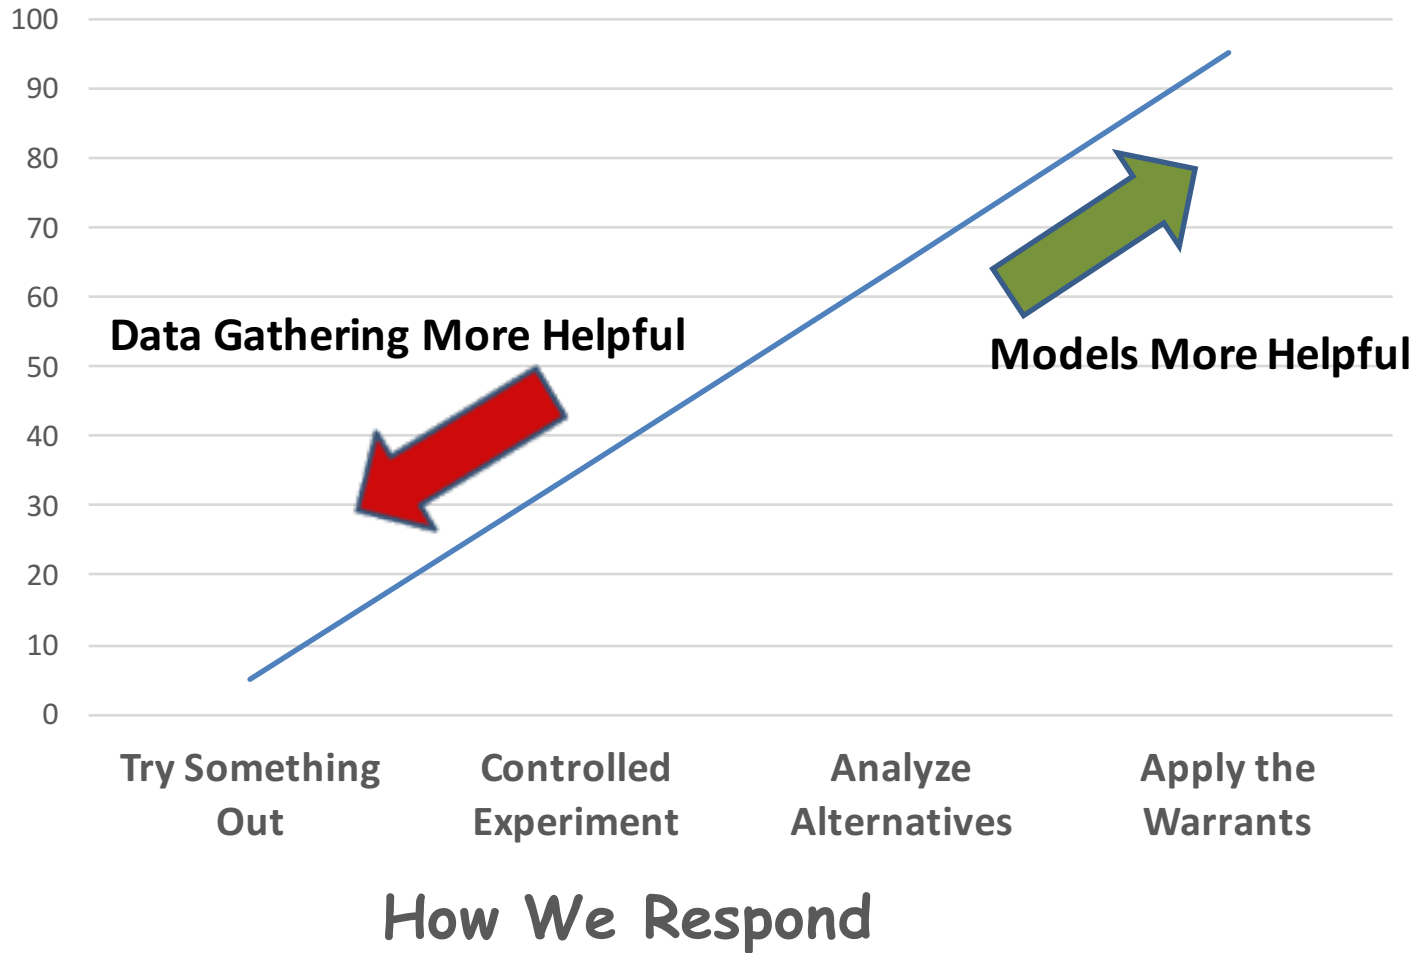 100
90
80
70
60
50
40
30
20
10
0
Data Gathering More Helpful
Models More Helpful
Try Something
Out
Controlled
Experiment
Analyze
Alternatives
Apply the
Warrants
How We Respond